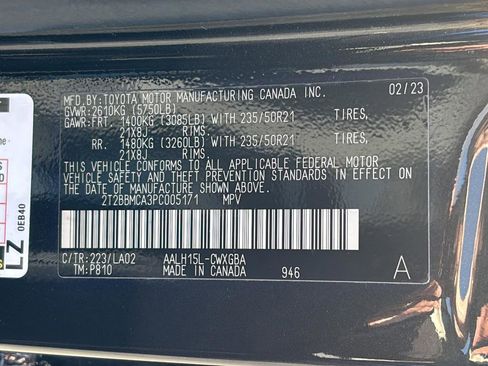 MFD.BY:TOYOTA MOTOR MANUFACTURING CANADA INC. 02/23
GVWR:2610KG (5750LB)
GAWR:FRT. 1400KG (3085LB) WITH 235/50R21 TIRES,
21X8J RIMS.
RR. 1480KG (3260LB) WITH 235/50R21 TIRES,
21X8J RIMS.
THIS VEHICLE CONFORMS TO ALL APPLICABLE FEDERAL MOTOR
VEHICLE SAFETY AND THEFT PREVENTION STANDARDS IN EFFECT ON
THE DATE OF MANUFACTURE SHOWN ABOVE.
2T2BBMCA3PC005171 MPV
C/TR:223/LA02 AALH15L-CWXGBA
TM:P810 MADE IN CANADA 946 A
LZ 0EB40